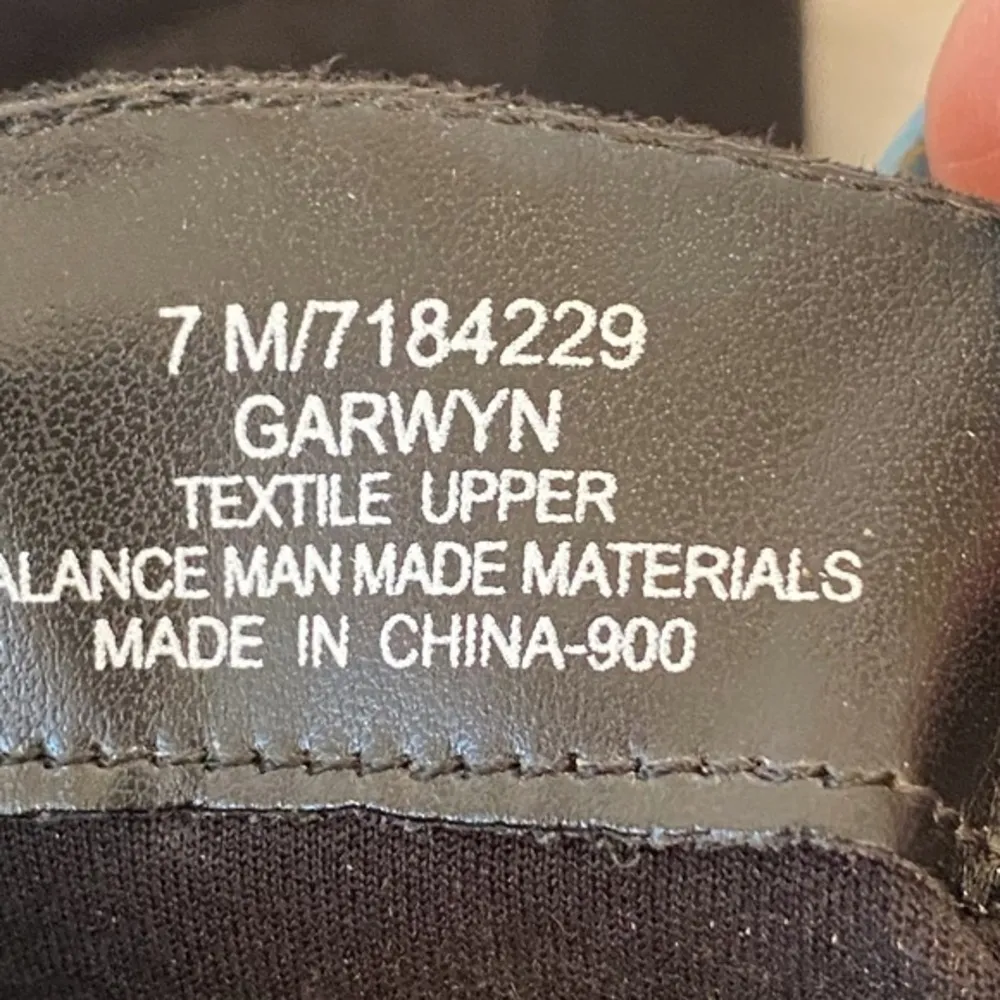 7 M/7184229
GARWYN
TEXTILE UPPER
ALANCE MAN MADE MATERIALS
MADE IN CHINA-900